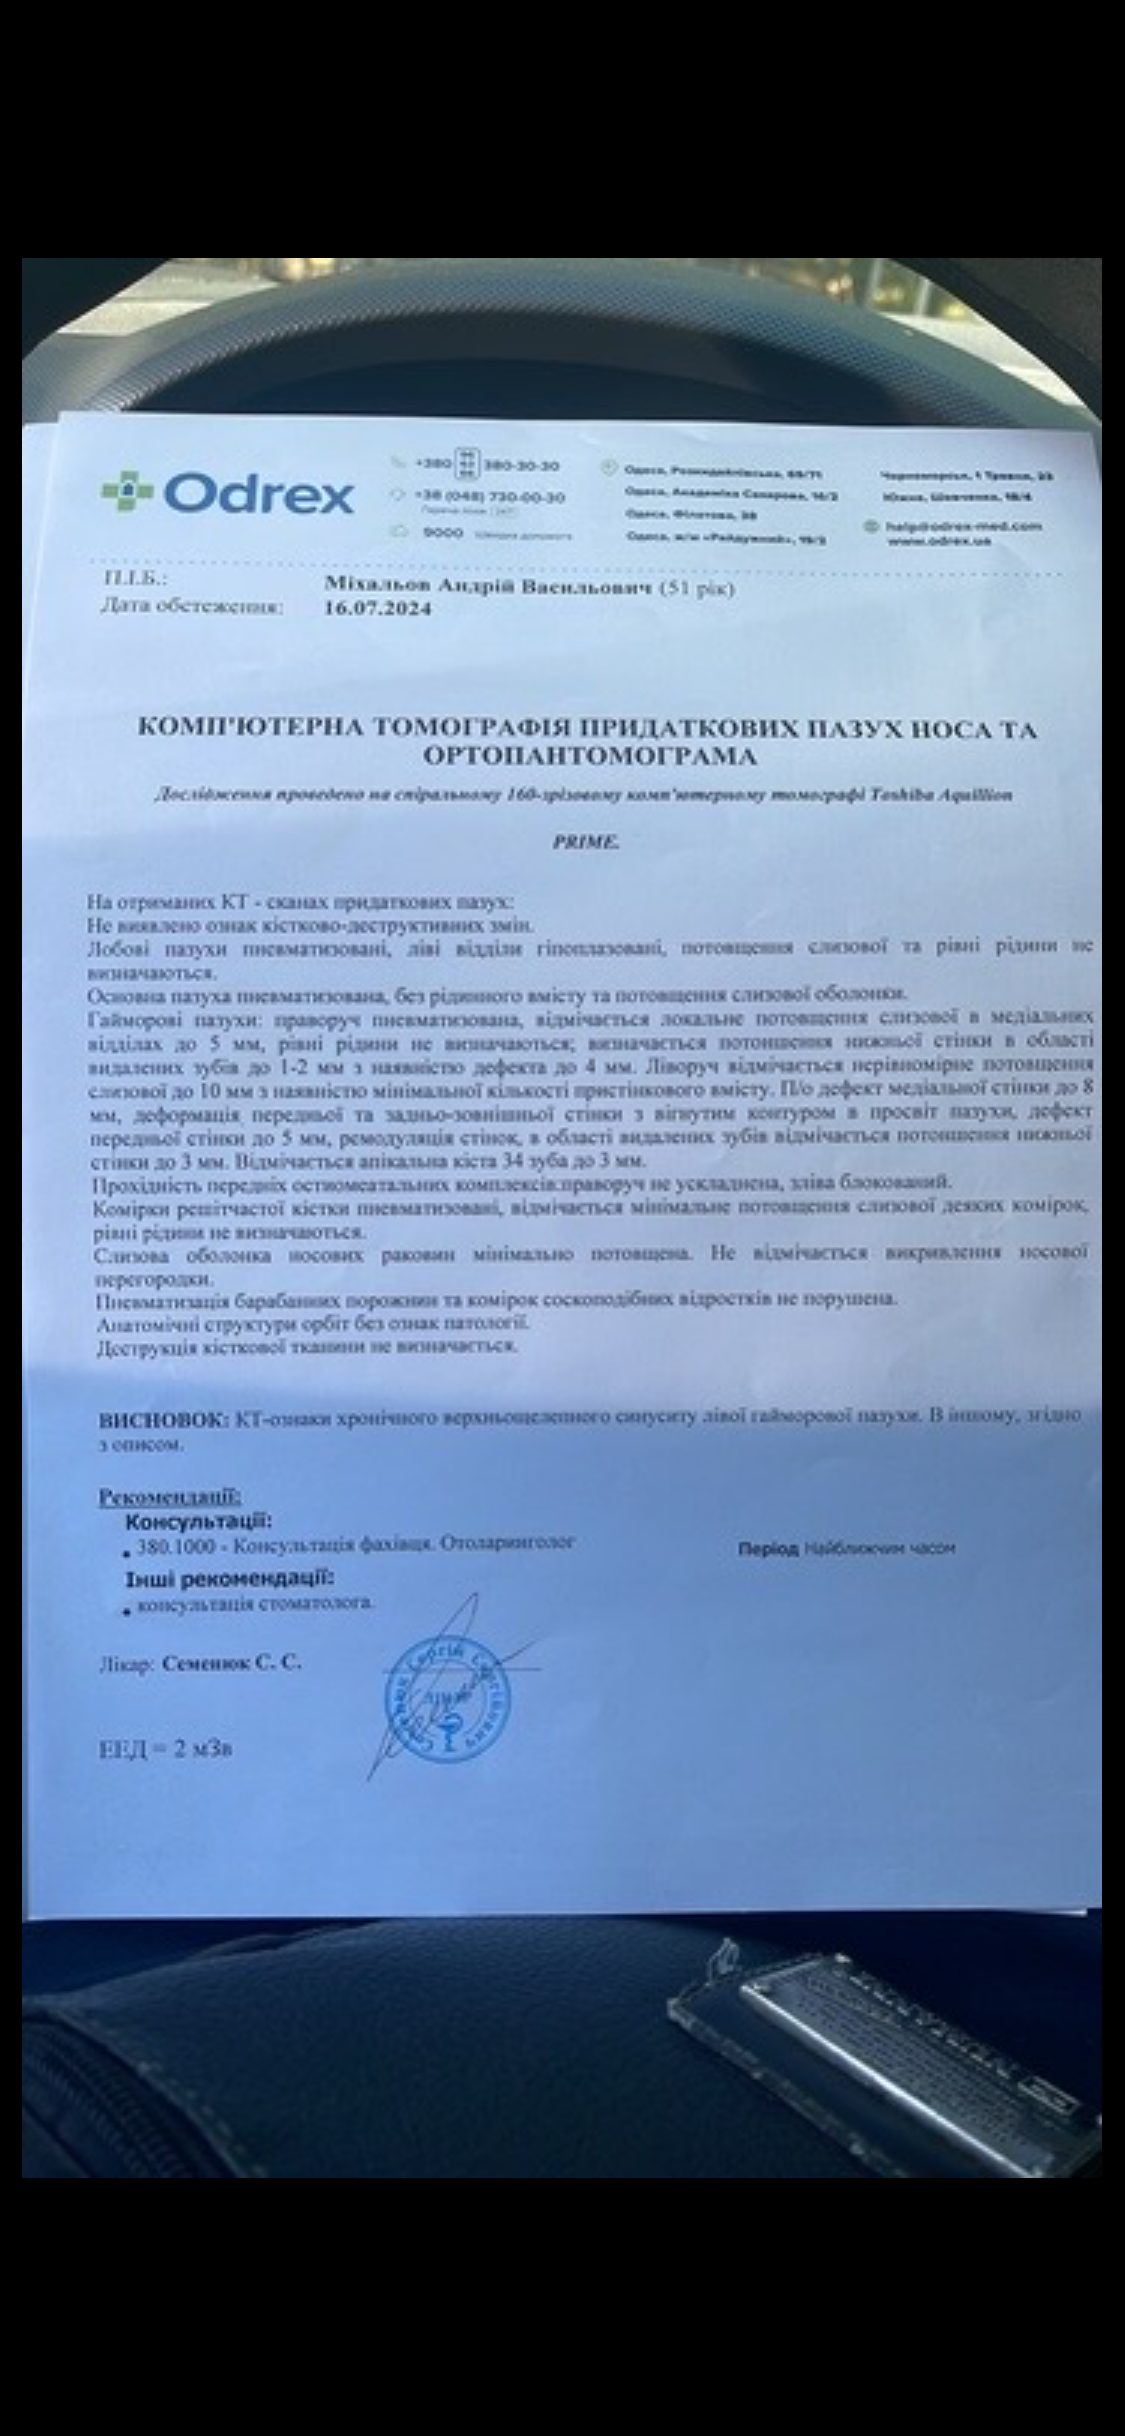 Odrex
+380
380-30-30
+38 (048) 730-00-30
9000
Одеса, Розкидайлівська, 69/71
Одеса, Академіка Сахарова,
Одеса, Філатова,
Одеса, ж/м «Райдужний»,
Чорноморськ, 1 Травня,
Южне, Шевченка,
help@odrex-med.com
www.odrex.ua
П.І.Б.: Міхальов Андрій Васильович (51 рік)
Дата обстеження: 16.07.2024
КОМП'ЮТЕРНА ТОМОГРАФІЯ ПРИДАТКОВИХ ПАЗУХ НОСА ТА
ОРТОПАНТОМОГРАМА
Дослідження проведено на спіральному 160-зрізовому комп'ютерному томографі Toshiba Aquillion
PRIME.
На отриманих КТ - сканах придаткових пазух:
Не виявлено ознак кістково-деструктивних змін.
Лобові пазухи пневматизовані, ліві відділи гіпоплазовані, потовщення слизової та рівні рідини не
визначаються.
Основна пазуха пневматизована, без рідинного вмісту та потовщення слизової оболонки.
Гайморові пазухи: праворуч пневматизована, відмічається локальне потовщення слизової в медіальних
відділах до 5 мм, рівні рідини не визначаються; визначається потоншення нижньої стінки в області
видалених зубів до 1-2 мм з наявністю дефекта до 4 мм. Ліворуч відмічається нерівномірне потовщення
слизової до 10 мм з наявністю мінімальної кількості пристінкового вмісту. П/о дефект медіальної стінки до 8
мм, деформація передньої та задньо-зовнішньої стінки з вігнутим контуром в просвіт пазухи, дефект
передньої стінки до 5 мм, ремодуляція стінок, в області видалених зубів відмічається потоншення нижньої
стінки до 3 мм. Відмічається апікальна кіста 34 зуба до 3 мм.
Прохідність передніх остиомеатальних комплексів:праворуч не ускладнена, зліва блокований.
Комірки решітчастої кістки пневматизовані, відмічається мінімальне потовщення слизової деяких комірок,
рівні рідини не визначаються.
Слизова оболонка носових раковин мінімально потовщена. Не відмічається викривлення носової
перегородки.
Пневматизація барабанних порожнин та комірок соскоподібних відростків не порушена.
Анатомічні структури орбіт без ознак патології.
Деструкція кісткової тканини не визначається.
ВИСНОВОК: КТ-ознаки хронічного верхньощелепного синуситу лівої гайморової пазухи. В іншому, згідно
з описом.
Рекомендації:
Консультації:
• 380.1000 - Консультація фахівця. Отоларинголог Період Найближчим часом
Інші рекомендації:
• консультація стоматолога.
Лікар: Семенюк С. С.
Семенюк Сергій Сергійович
ЕЕД = 2 мЗв